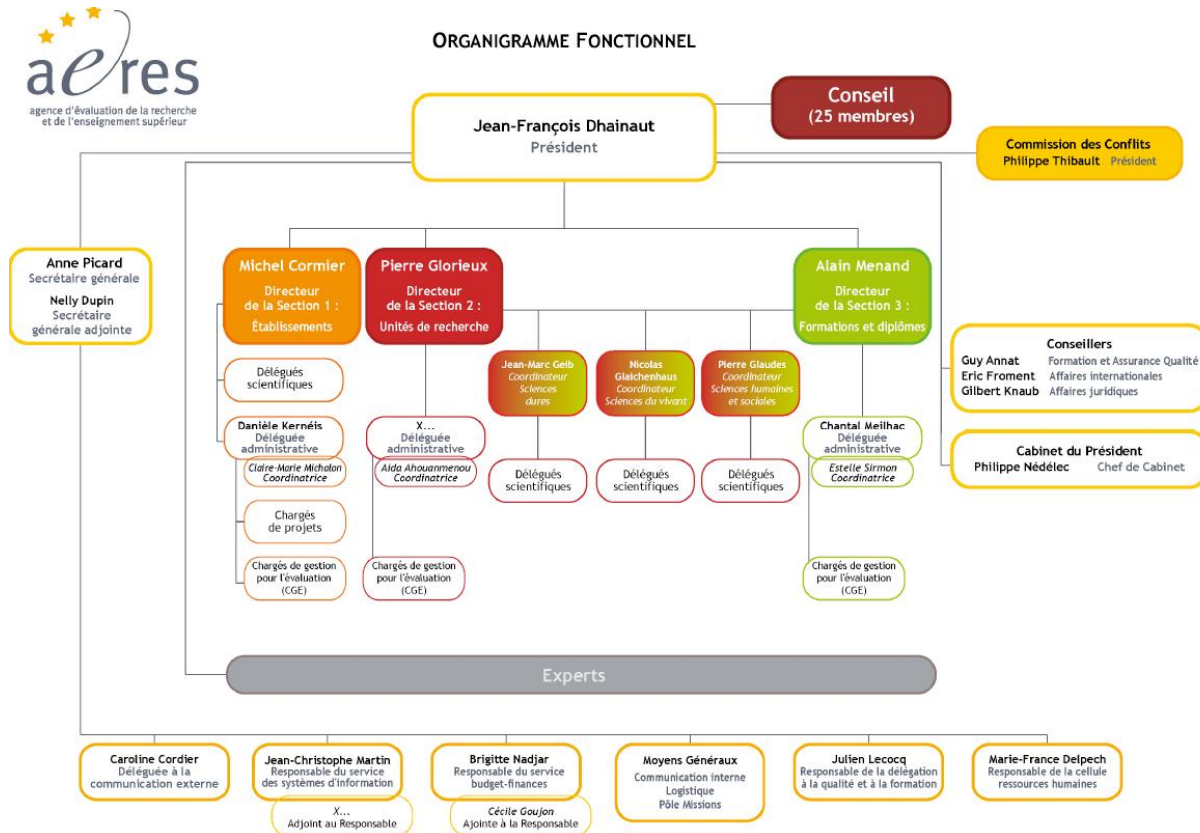 ORGANIGRAMME FONCTIONNEL
aeres
agence d'évaluation de la recherche
et de l'enseignement supérieur
Conseil
(25 membres)
Jean-François Dhainaut
Président
Commission des Conflits
Philippe Thibault Président
Anne Picard
Secrétaire générale
Nelly Dupin
Secrétaire
générale adjointe
Michel Cormier
Directeur
de la Section 1 :
Établissements
Pierre Glorieux
Directeur
de la Section 2 :
Unités de recherche
Alain Menand
Directeur
de la Section 3 :
Formations et diplômes
Jean-Marc Geib
Coordinateur
Sciences
dures
Nicolas
Glaichenhaus
Coordinateur
Sciences du vivant
Pierre Glaudes
Coordinateur
Sciences humaines
et sociales
Conseillers
Guy Annat Formation et Assurance Qualité
Eric Froment Affaires internationales
Gilbert Knaub Affaires juridiques
Cabinet du Président
Philippe Nédélec Chef de Cabinet
Délégués
scientifiques
Danièle Kernéis
Déléguée
administrative
Claire-Marie Michalon
Coordinatrice
Chargés
de projets
Chargés de gestion
pour l'évaluation
(CGE)
X...
Déléguée
administrative
Aïda Ahouanmenou
Coordinatrice
Chargés de gestion
pour l'évaluation
(CGE)
Délégués
scientifiques
Délégués
scientifiques
Délégués
scientifiques
Chantal Meilhac
Déléguée
administrative
Estelle Sirmon
Coordinatrice
Chargés de gestion
pour l'évaluation
(CGE)
Experts
Caroline Cordier
Déléguée à la
communication externe
Jean-Christophe Martin
Responsable du service
des systèmes d'information
X...
Adjoint au Responsable
Brigitte Nadjar
Responsable du service
budget-finances
Cécile Goujon
Ajointe à la Responsable
Moyens Généraux
Communication interne
Logistique
Pôle Missions
Julien Lecocq
Responsable de la délégation
à la qualité et à la formation
Marie-France Delpech
Responsable de la cellule
ressources humaines